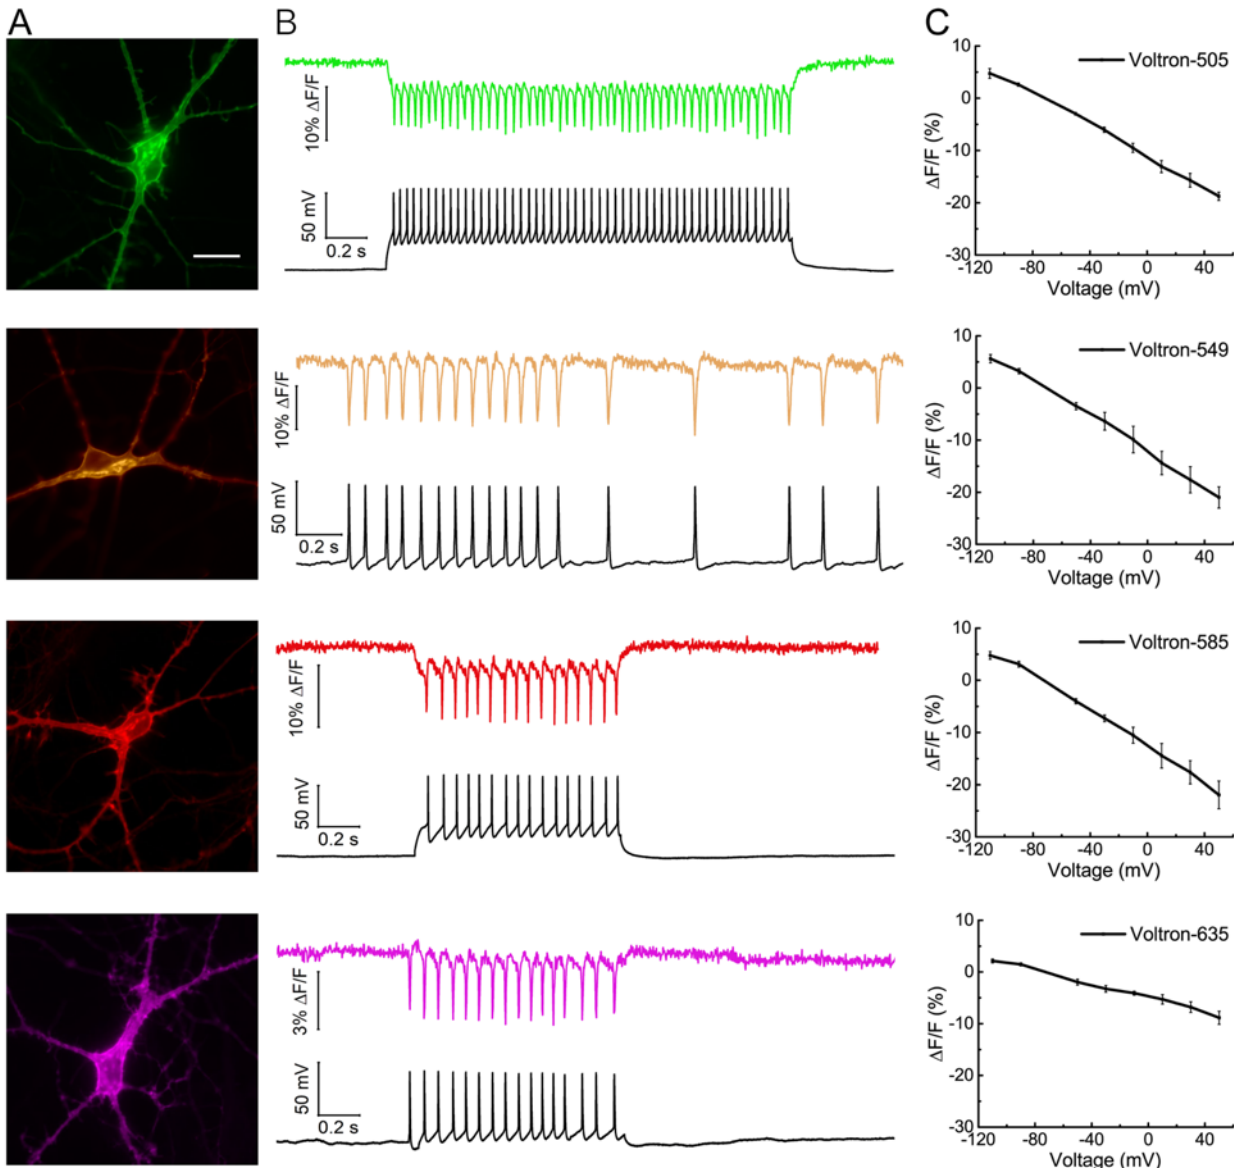 A
B
C
10% ΔF/F
50 mV
0.2 s
10
0
-10
-20
-30
ΔF/F (%)
Voltron-505
-120
-80
-40
0
40
Voltage (mV)
10% ΔF/F
50 mV
0.2 s
10
0
-10
-20
-30
ΔF/F (%)
Voltron-549
-120
-80
-40
0
40
Voltage (mV)
10% ΔF/F
50 mV
0.2 s
10
0
-10
-20
-30
ΔF/F (%)
Voltron-585
-120
-80
-40
0
40
Voltage (mV)
3% ΔF/F
50 mV
0.2 s
10
0
-10
-20
-30
ΔF/F (%)
Voltron-635
-120
-80
-40
0
40
Voltage (mV)